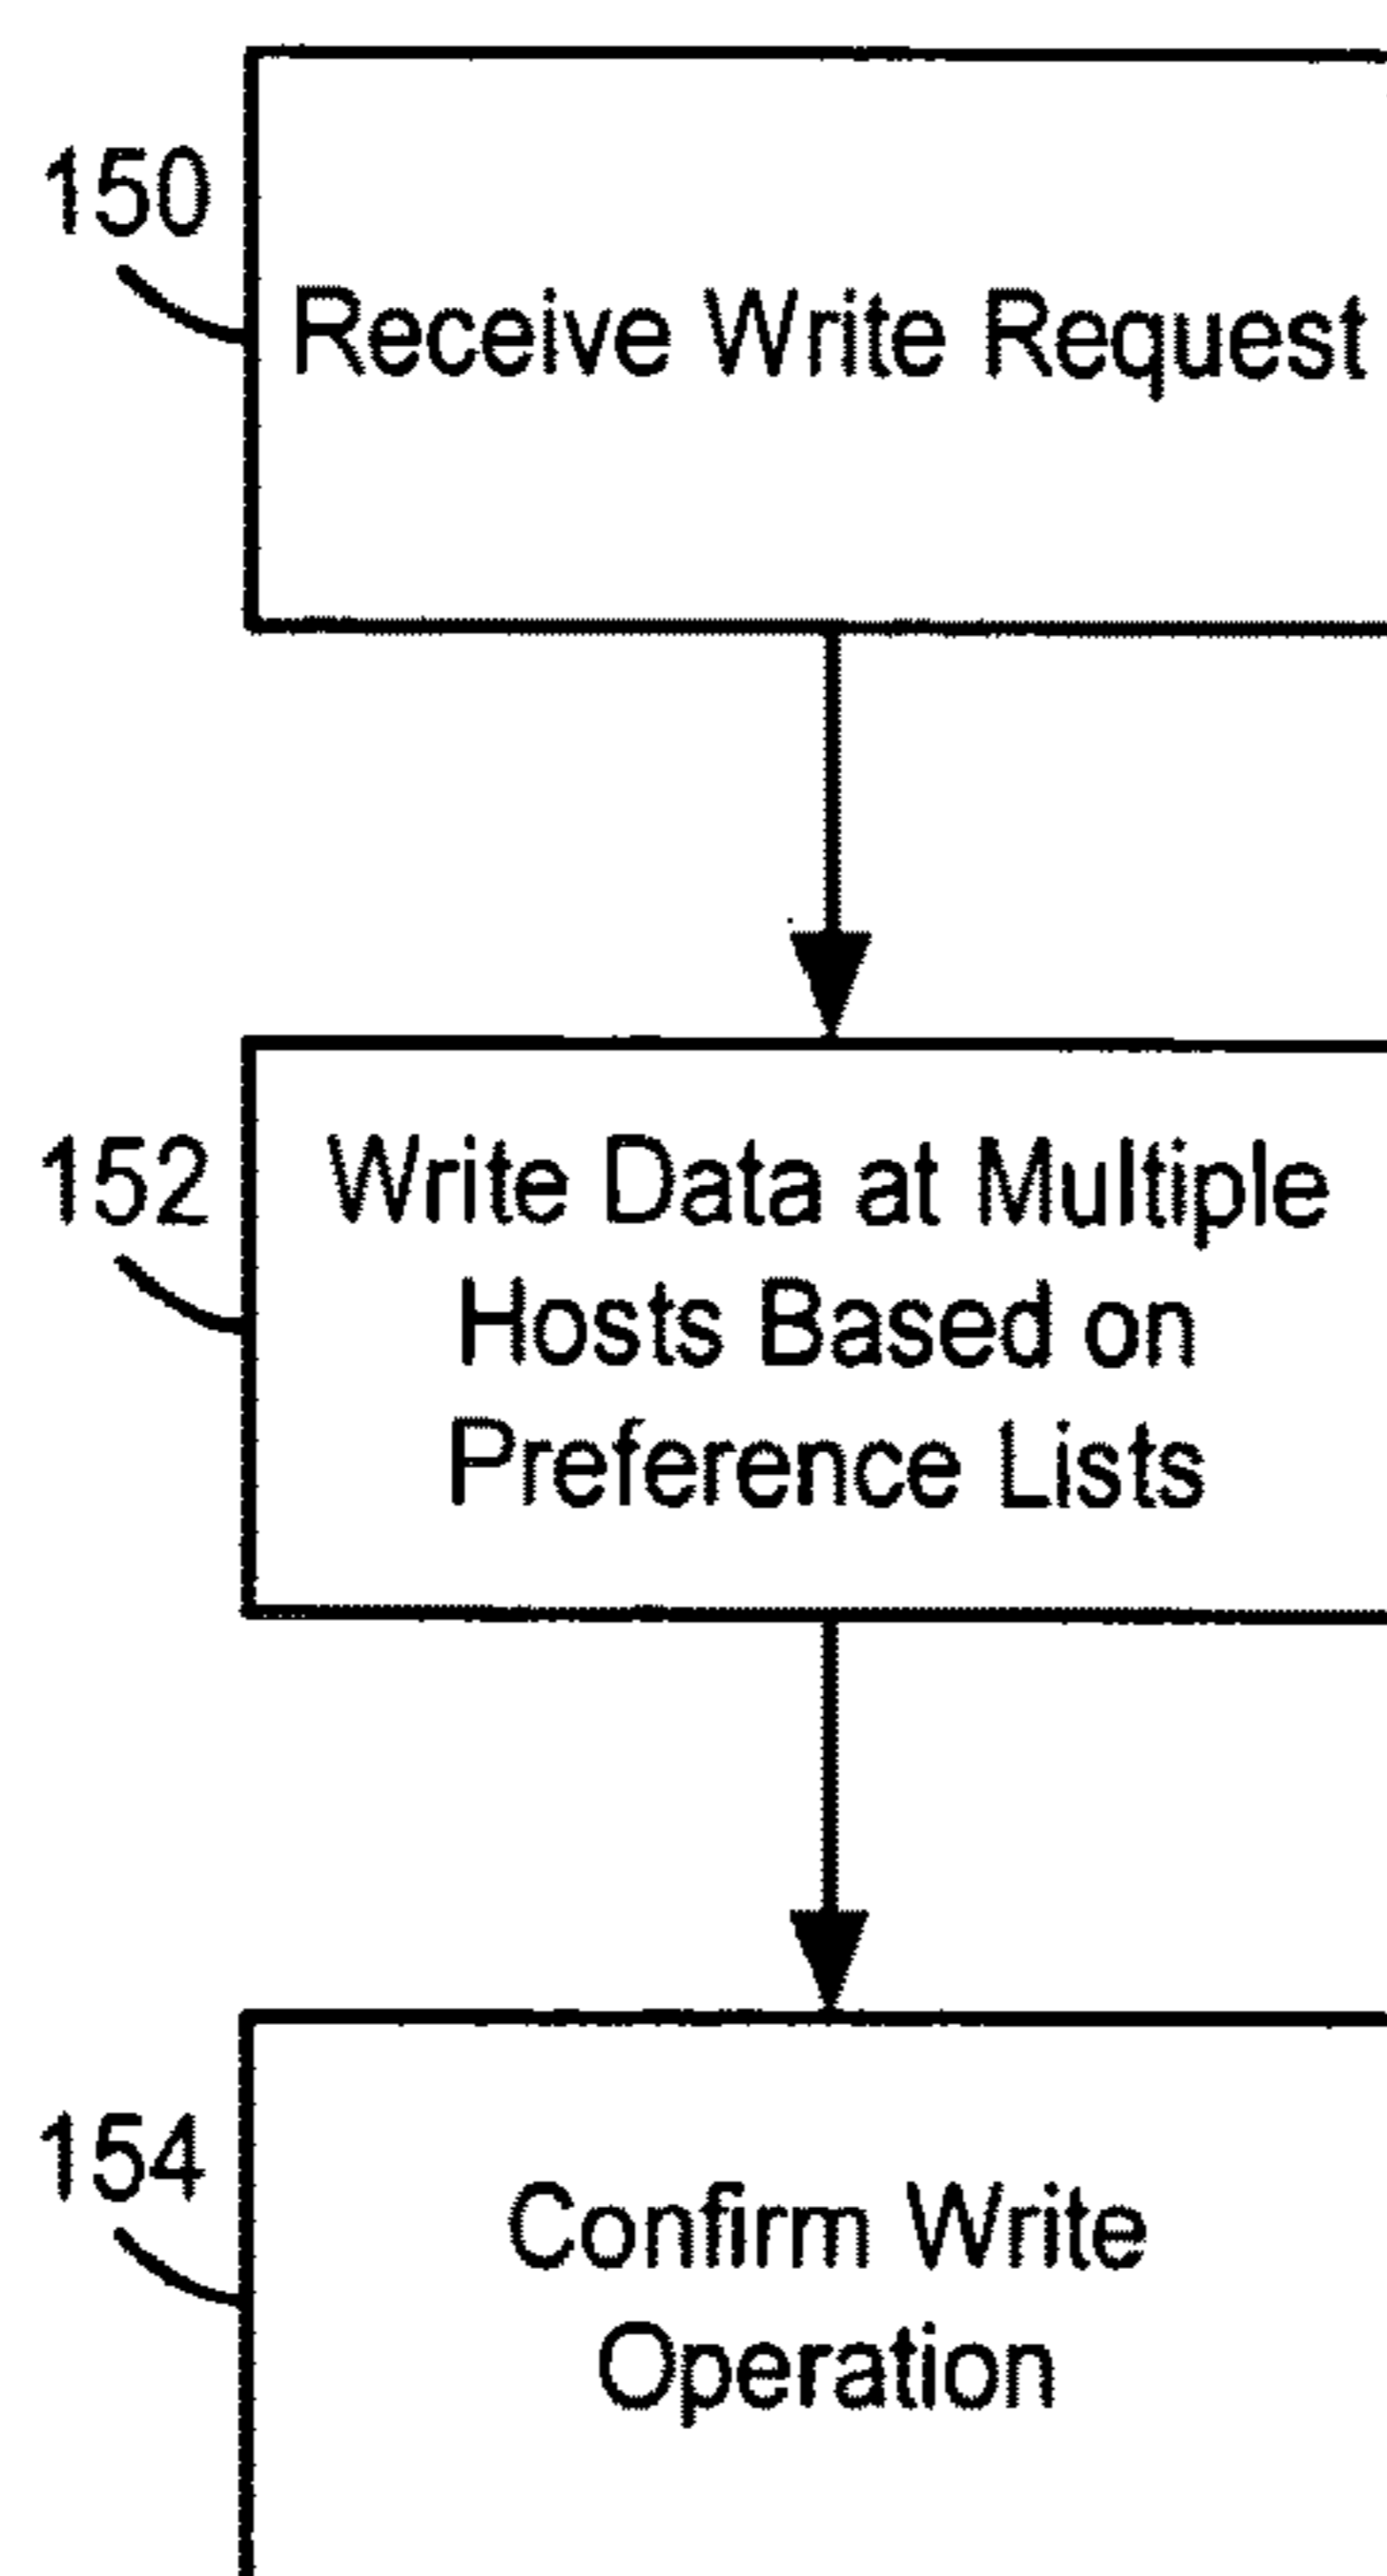 150
Receive Write Request
152
Write Data at Multiple
Hosts Based on
Preference Lists
154
Confirm Write
Operation